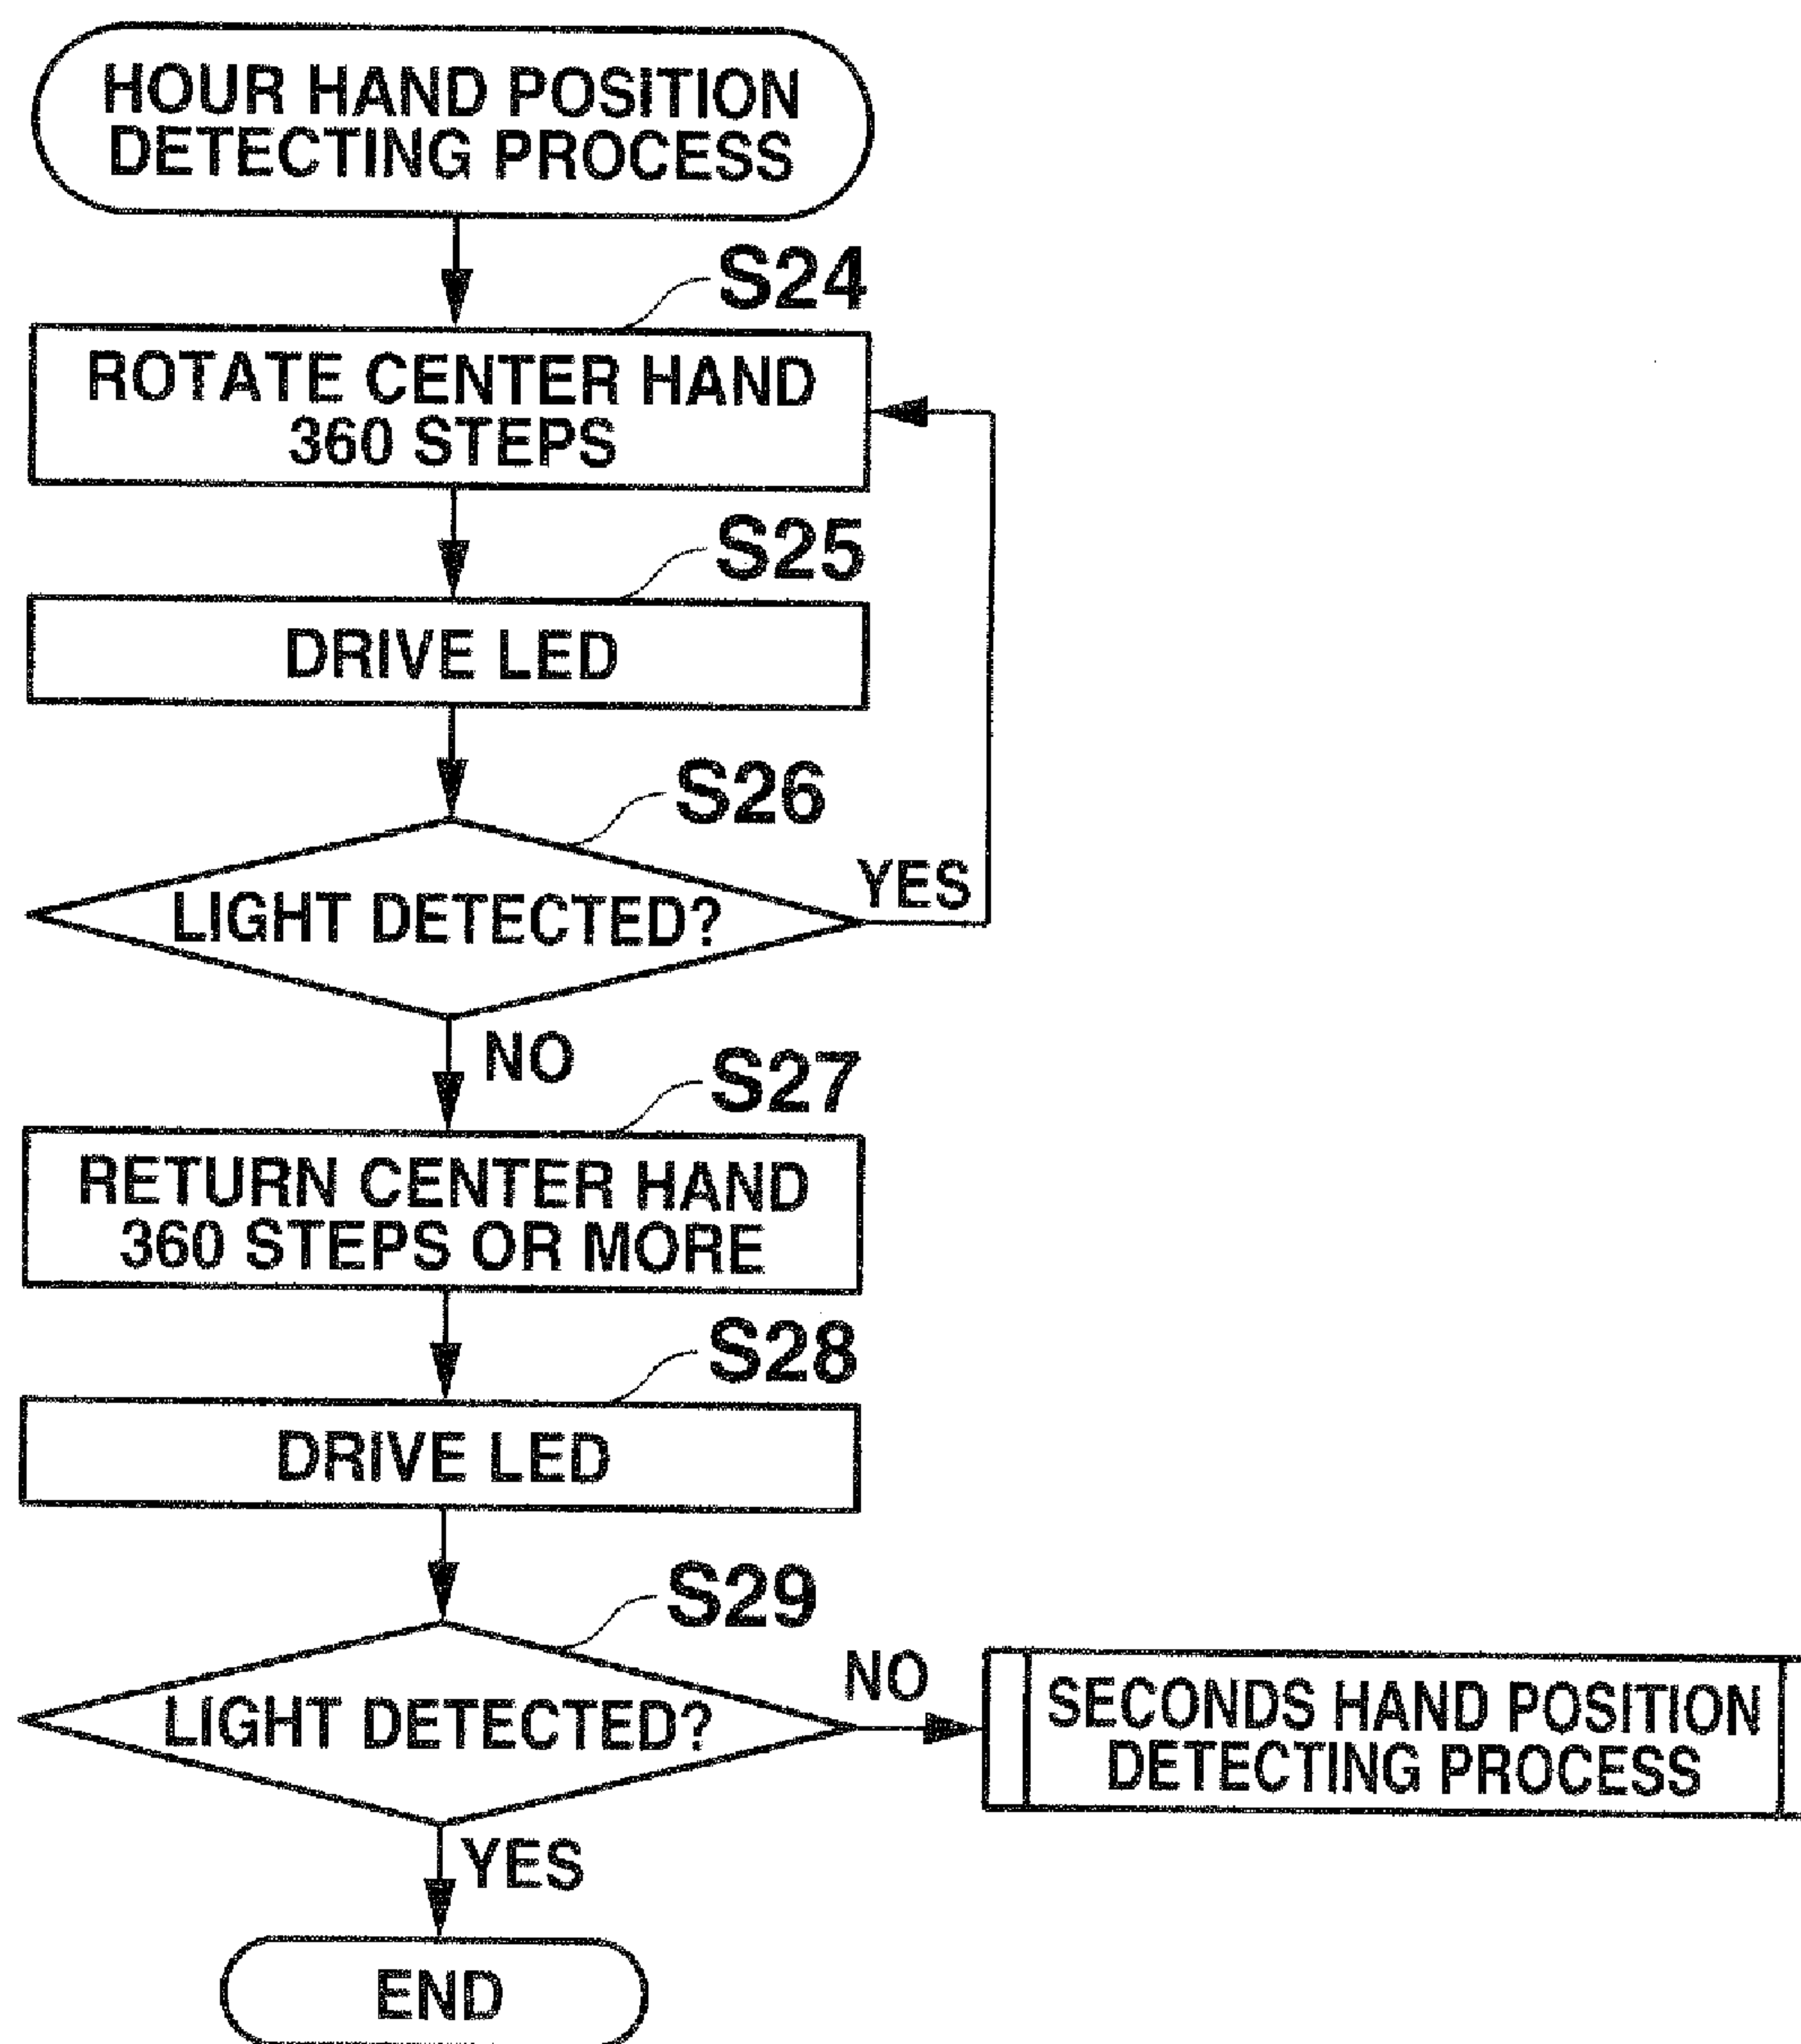 HOUR HAND POSITION
DETECTING PROCESS
S24
ROTATE CENTER HAND
360 STEPS
S25
DRIVE LED
S26
LIGHT DETECTED?
YES
NO
S27
RETURN CENTER HAND
360 STEPS OR MORE
S28
DRIVE LED
S29
LIGHT DETECTED?
NO
SECONDS HAND POSITION
DETECTING PROCESS
YES
END